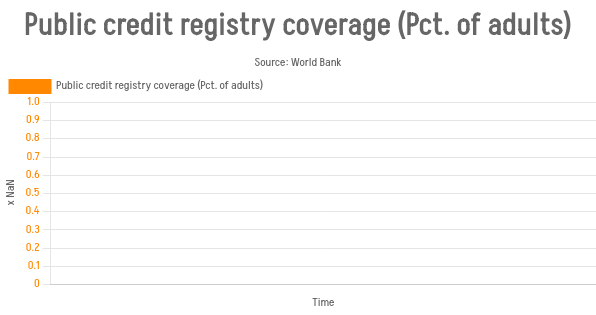 Public credit registry coverage (Pct. of adults)
Source: World Bank
Public credit registry coverage (Pct. of adults)
1.0
0.9
0.8
0.7
0.6
0.5
0.4
0.3
0.2
0.1
0
x NaN
Time